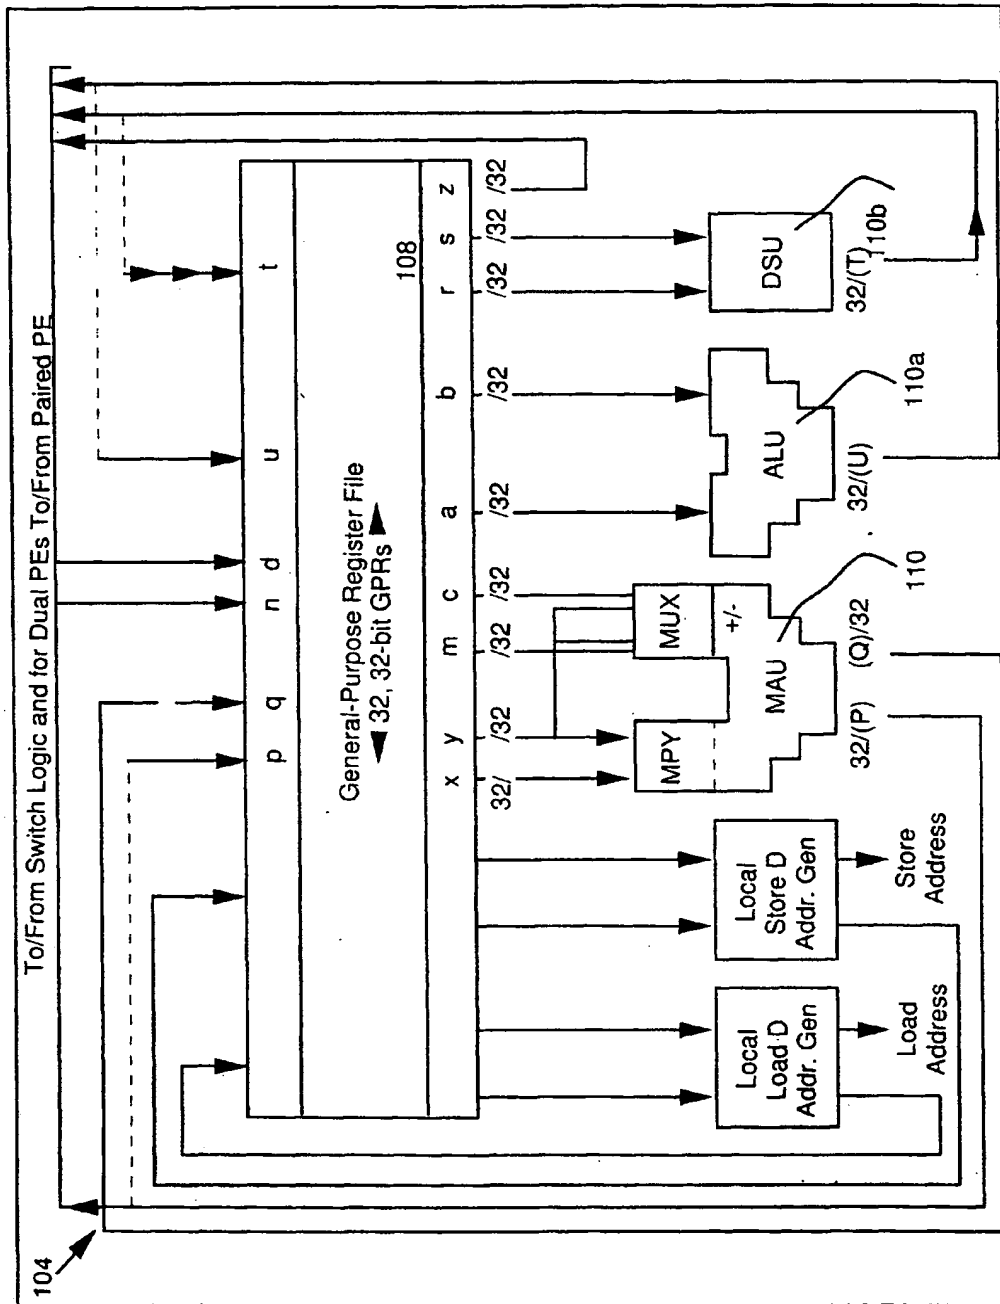 104
To/From Switch Logic and for Dual PEs To/From Paired PE
p q n d u t
General-Purpose Register File
32, 32-bit GPRs
108
x y m c a b r s z
32/ /32 /32 /32 /32 /32 /32 /32
Local
Load D
Addr. Gen
Local
Store D
Addr. Gen
MPY
MUX
+/-
MAU
ALU
DSU
Load
Address
Store
Address
32/(P)
(Q)/32
110
32/(U)
110a
32/(T)
110b